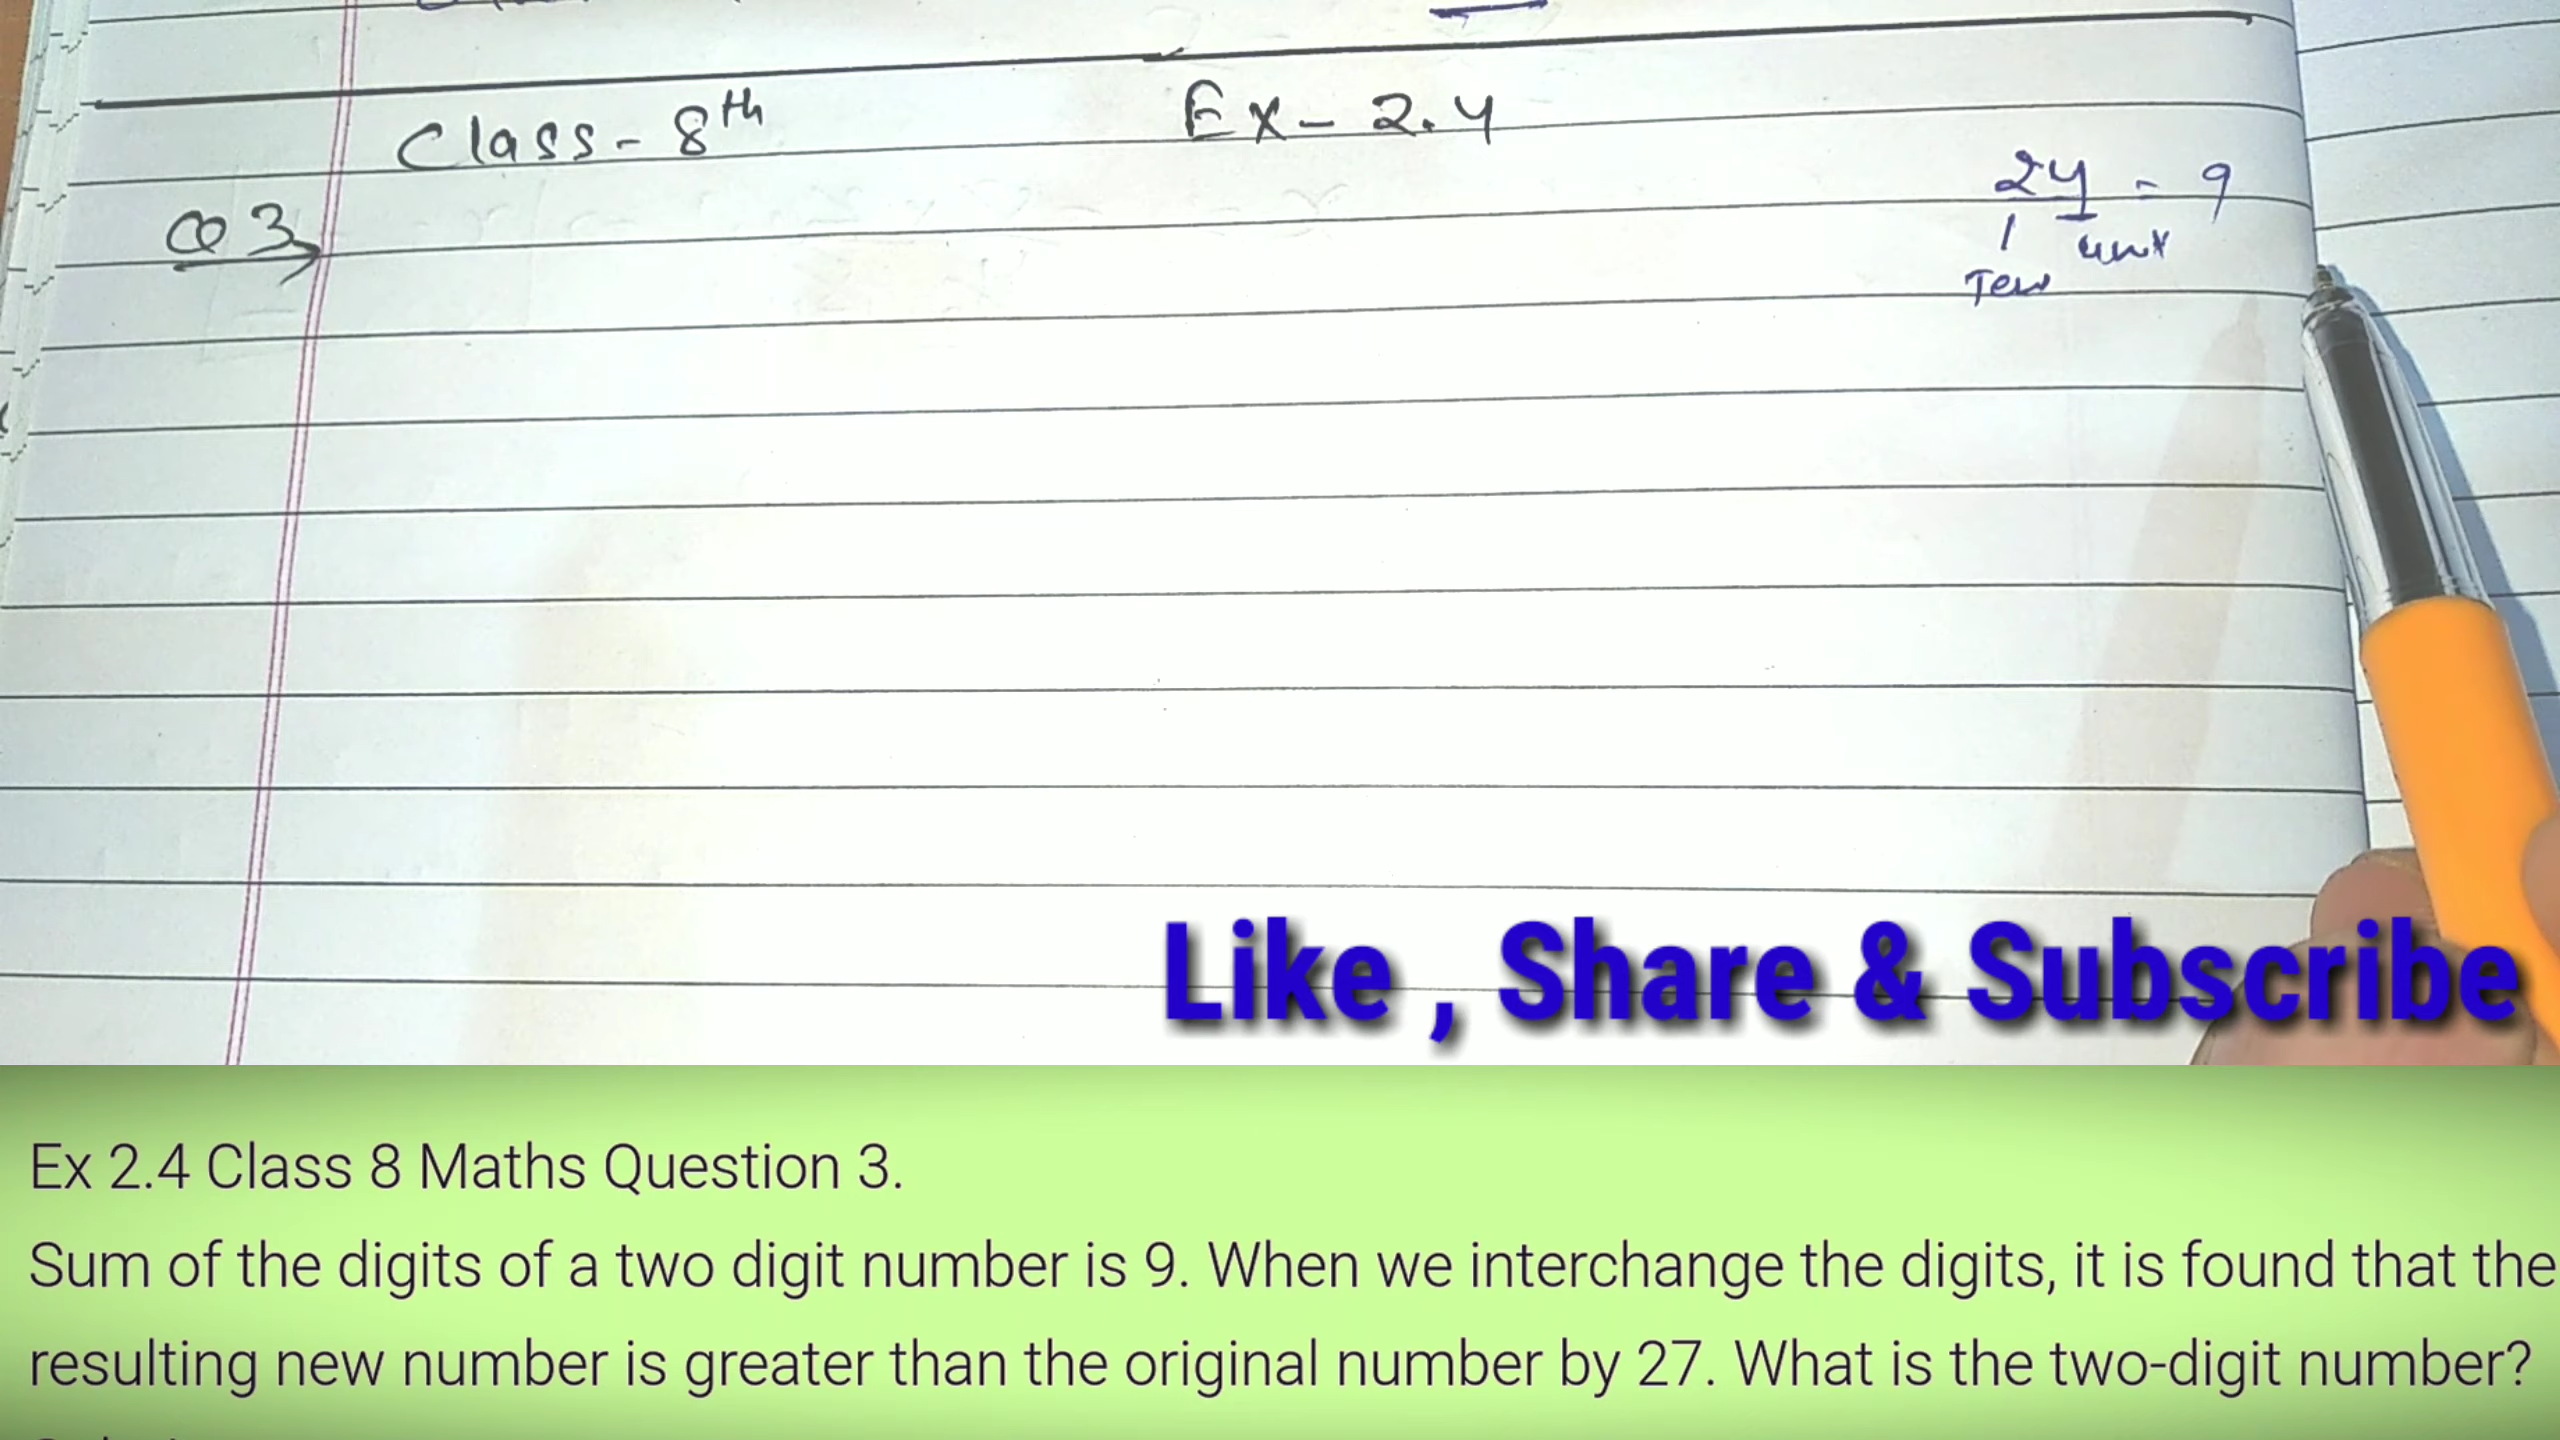 Class - 8th
Ex - 2.4
Q 3
24 = 9
unit
Ten
Like , Share & Subscribe
Ex 2.4 Class 8 Maths Question 3.
Sum of the digits of a two digit number is 9. When we interchange the digits, it is found that the
resulting new number is greater than the original number by 27. What is the two-digit number?